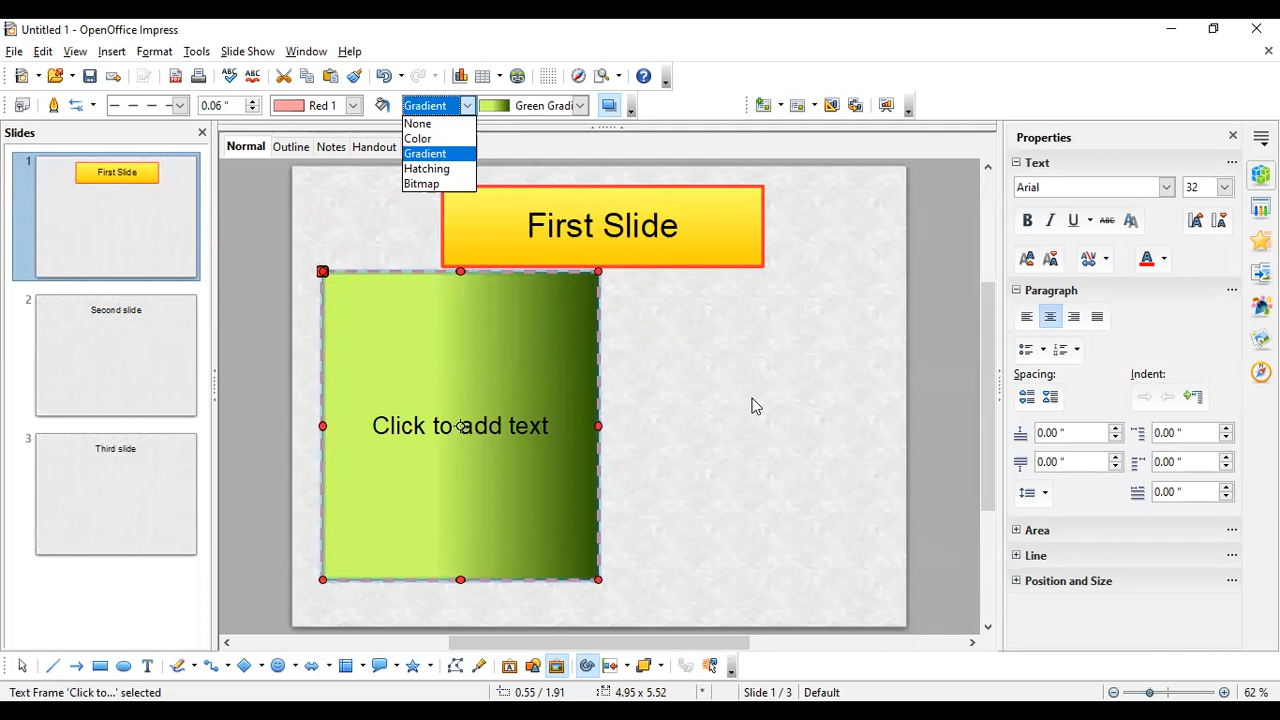 Untitled 1 - OpenOffice Impress
File Edit View Insert Format Tools Slide Show Window Help
0.06 " Red 1 Gradient Green Gradi
None
Color
Gradient
Hatching
Bitmap
Slides
Normal Outline Notes Handout
1
First Slide
2
Second slide
3
Third slide
First Slide
Click to add text
Properties
Text
Arial 32
Paragraph
Spacing: Indent:
0.00 " 0.00 "
0.00 " 0.00 "
0.00 "
Area
Line
Position and Size
Text Frame 'Click to...' selected 0.55 / 1.91 4.95 x 5.52 * Slide 1 / 3 Default 62 %